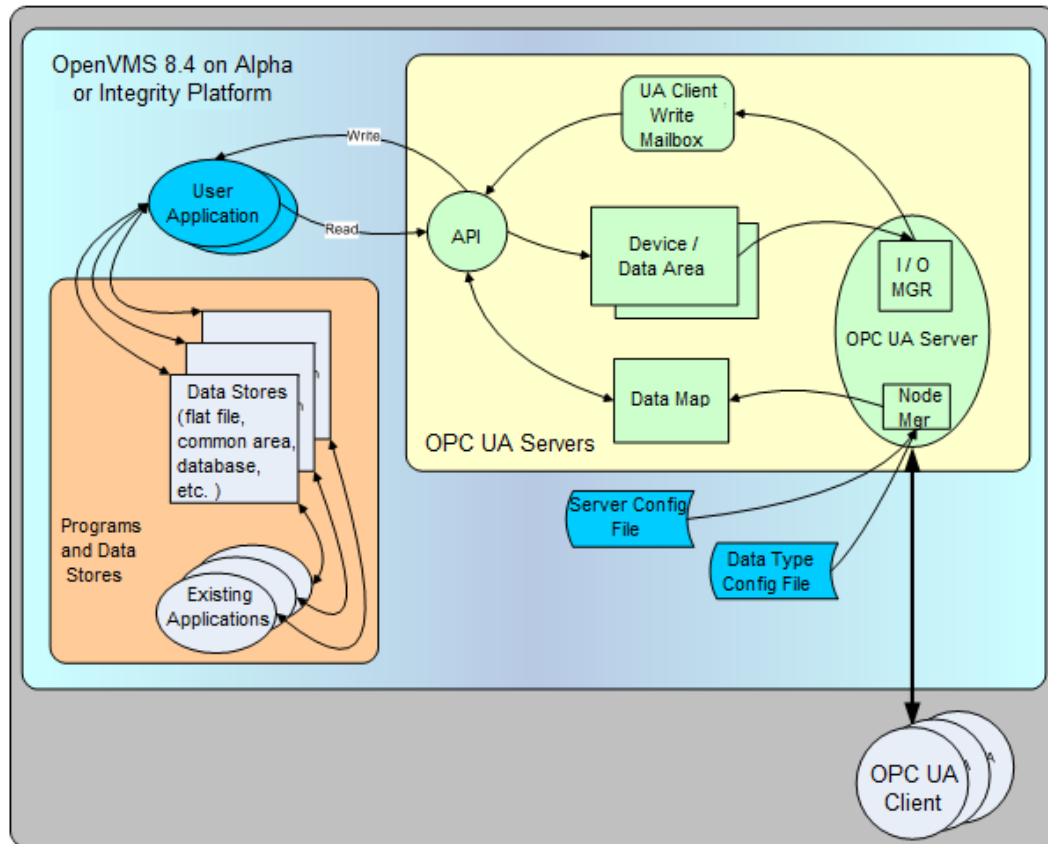 OpenVMS 8.4 on Alpha
or Integrity Platform
UA Client
Write
Mailbox
Write
User
Application
Read
API
Device /
Data Area
I / O
MGR
OPC UA Server
Data Map
Node
Mgr
OPC UA Servers
Data Stores
(flat file,
common area,
database,
etc. )
Server Config
File
Programs
and Data
Stores
Data Type
Config File
Existing
Applications
OPC UA
Client